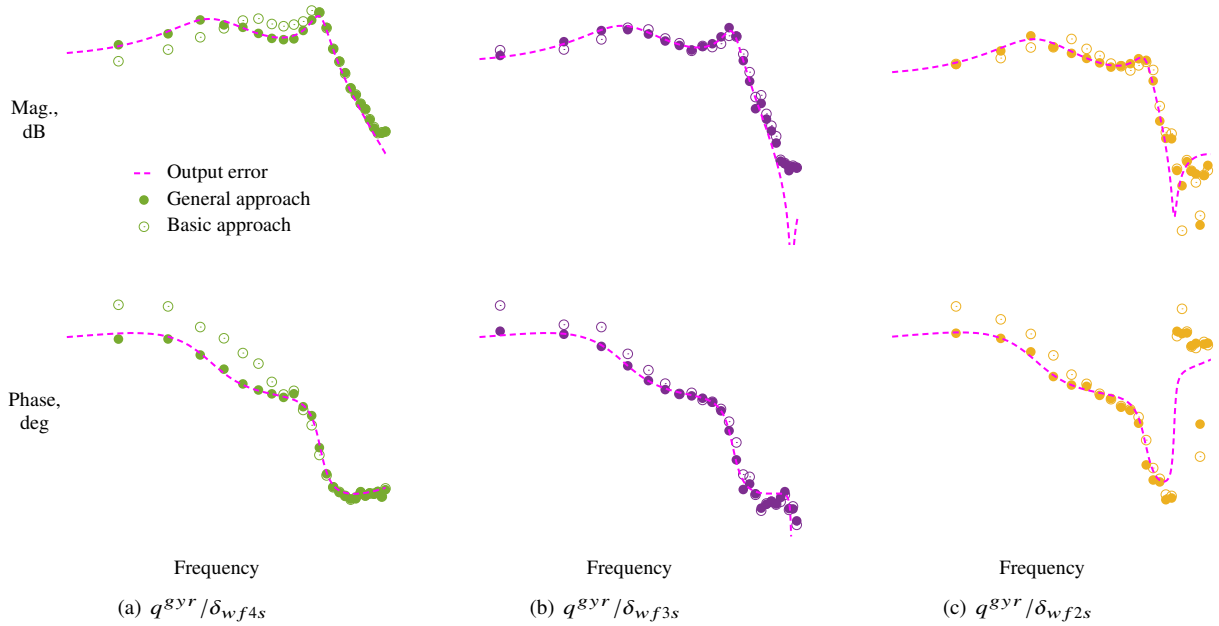 Mag.,
dB
Output error
General approach
Basic approach
Phase,
deg
Frequency
Frequency
Frequency
(a) q^{gyr}/δ_{wf4s}
(b) q^{gyr}/δ_{wf3s}
(c) q^{gyr}/δ_{wf2s}